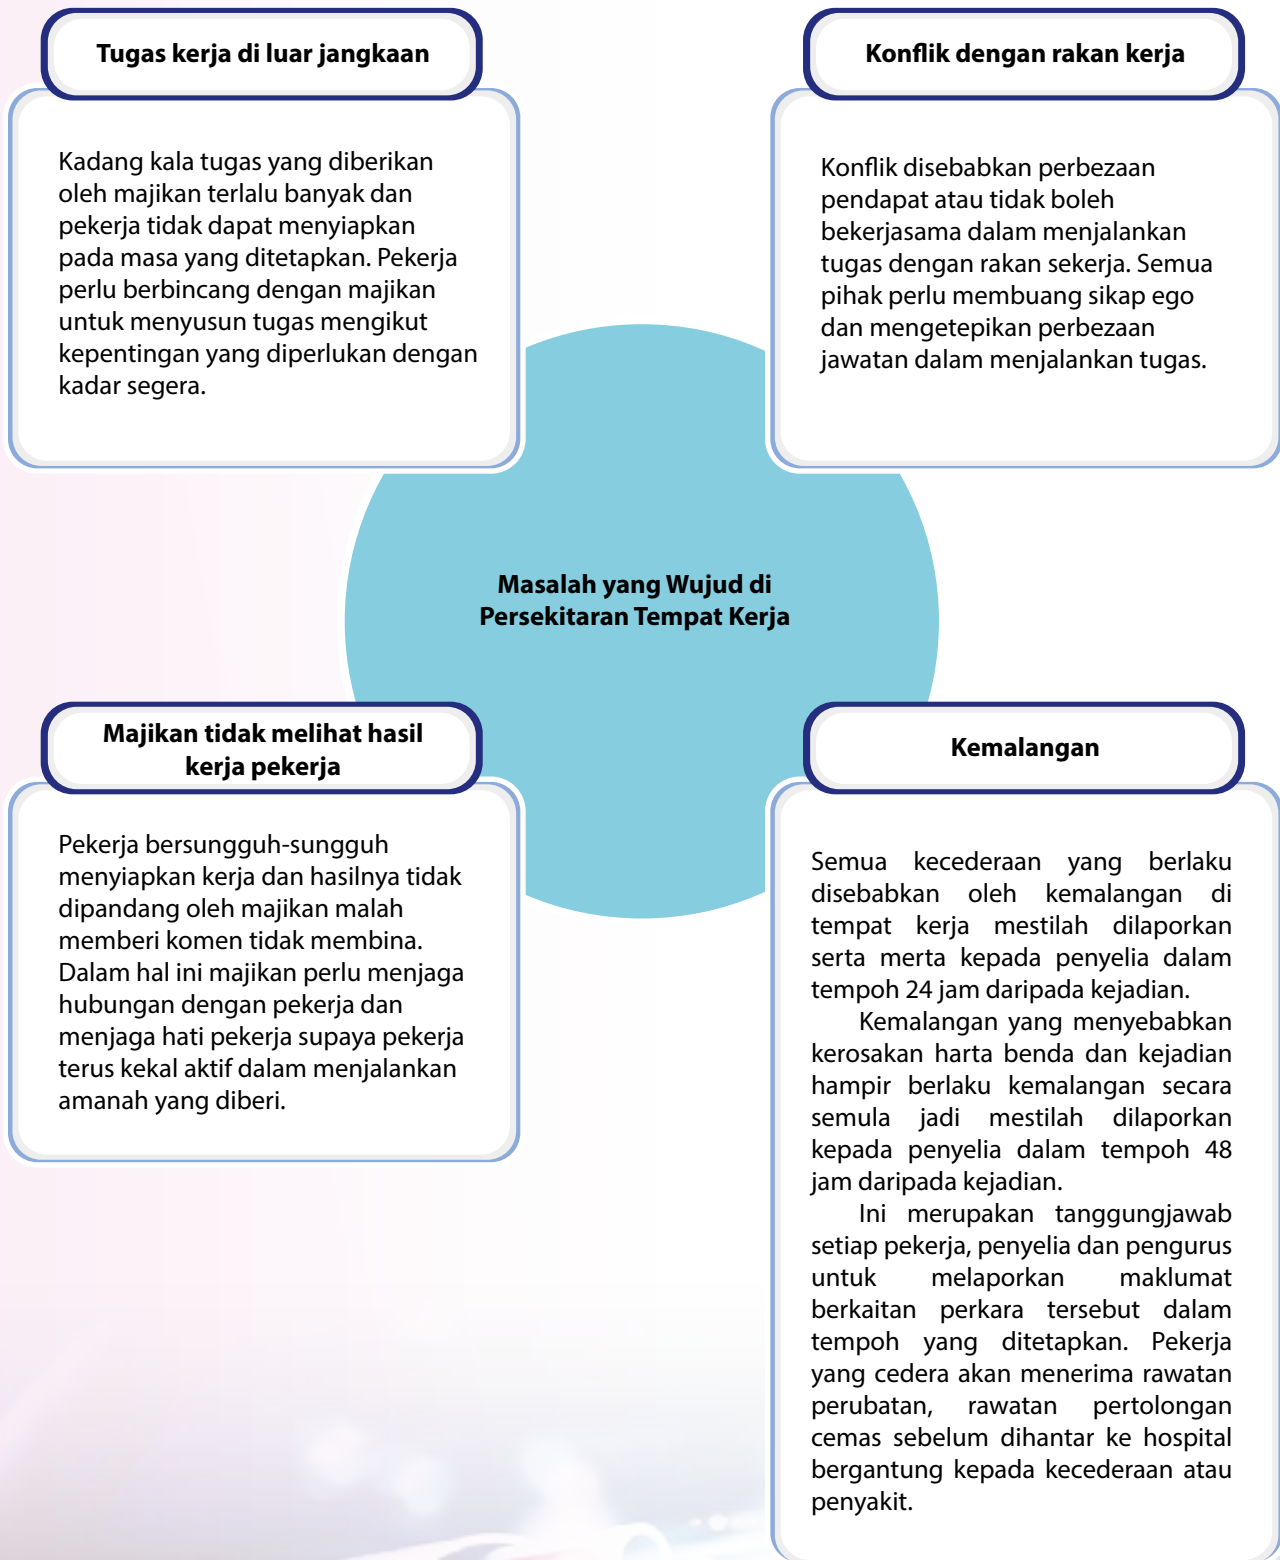 Tugas kerja di luar jangkaan
Kadang kala tugas yang diberikan
oleh majikan terlalu banyak dan
pekerja tidak dapat menyiapkan
pada masa yang ditetapkan. Pekerja
perlu berbincang dengan majikan
untuk menyusun tugas mengikut
kepentingan yang diperlukan dengan
kadar segera.
Konflik dengan rakan kerja
Konflik disebabkan perbezaan
pendapat atau tidak boleh
bekerjasama dalam menjalankan
tugas dengan rakan sekerja. Semua
pihak perlu membuang sikap ego
dan mengetepikan perbezaan
jawatan dalam menjalankan tugas.
Masalah yang Wujud di
Persekitaran Tempat Kerja
Majikan tidak melihat hasil
kerja pekerja
Pekerja bersungguh-sungguh
menyiapkan kerja dan hasilnya tidak
dipandang oleh majikan malah
memberi komen tidak membina.
Dalam hal ini majikan perlu menjaga
hubungan dengan pekerja dan
menjaga hati pekerja supaya pekerja
terus kekal aktif dalam menjalankan
amanah yang diberi.
Kemalangan
Semua kecederaan yang berlaku
disebabkan oleh kemalangan di
tempat kerja mestilah dilaporkan
serta merta kepada penyelia dalam
tempoh 24 jam daripada kejadian.
Kemalangan yang menyebabkan
kerosakan harta benda dan kejadian
hampir berlaku kemalangan secara
semula jadi mestilah dilaporkan
kepada penyelia dalam tempoh 48
jam daripada kejadian.
Ini merupakan tanggungjawab
setiap pekerja, penyelia dan pengurus
untuk melaporkan maklumat
berkaitan perkara tersebut dalam
tempoh yang ditetapkan. Pekerja
yang cedera akan menerima rawatan
perubatan, rawatan pertolongan
cemas sebelum dihantar ke hospital
bergantung kepada kecederaan atau
penyakit.